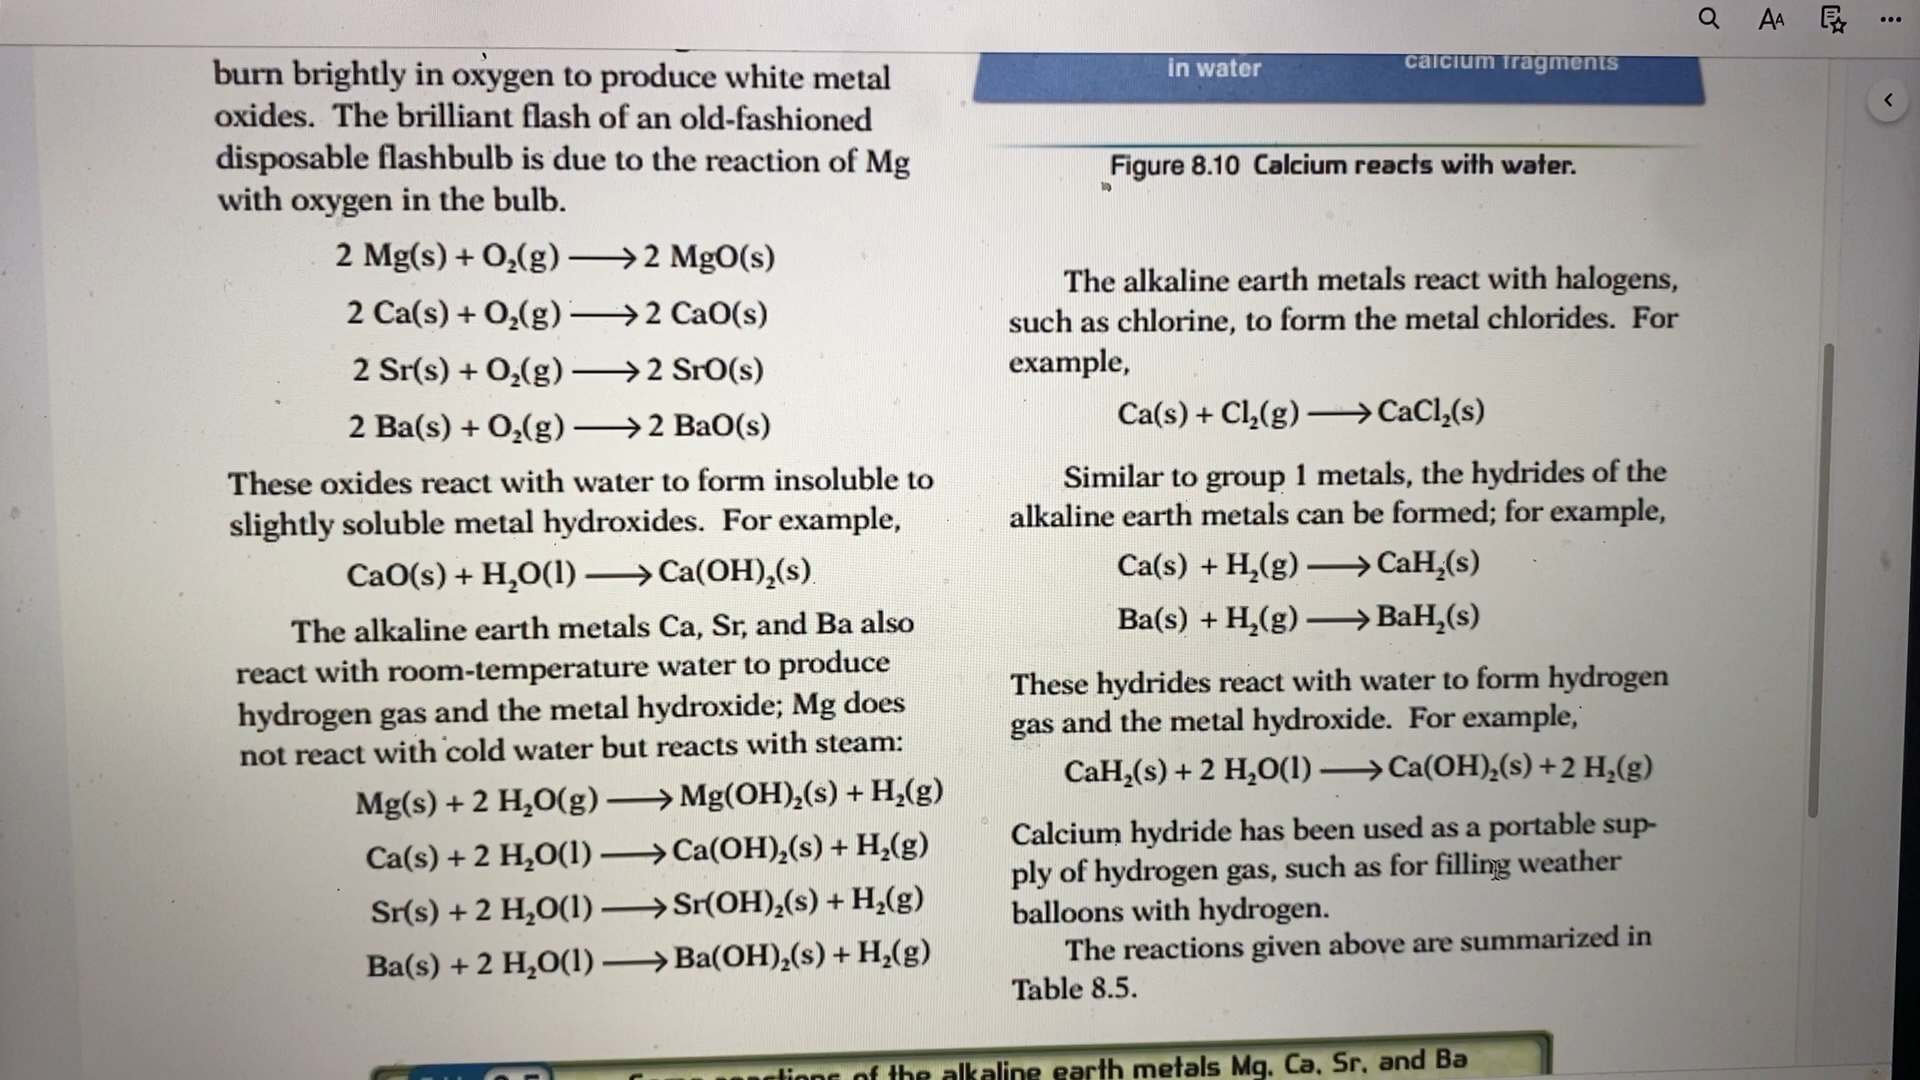 burn brightly in oxygen to produce white metal
oxides. The brilliant flash of an old-fashioned
disposable flashbulb is due to the reaction of Mg
with oxygen in the bulb.
2 Mg(s) + O₂(g) ⟶ 2 MgO(s)
2 Ca(s) + O₂(g) ⟶ 2 CaO(s)
2 Sr(s) + O₂(g) ⟶ 2 SrO(s)
2 Ba(s) + O₂(g) ⟶ 2 BaO(s)
These oxides react with water to form insoluble to
slightly soluble metal hydroxides. For example,
CaO(s) + H₂O(l) ⟶ Ca(OH)₂(s)
The alkaline earth metals Ca, Sr, and Ba also
react with room-temperature water to produce
hydrogen gas and the metal hydroxide; Mg does
not react with cold water but reacts with steam:
Mg(s) + 2 H₂O(g) ⟶ Mg(OH)₂(s) + H₂(g)
Ca(s) + 2 H₂O(l) ⟶ Ca(OH)₂(s) + H₂(g)
Sr(s) + 2 H₂O(l) ⟶ Sr(OH)₂(s) + H₂(g)
Ba(s) + 2 H₂O(l) ⟶ Ba(OH)₂(s) + H₂(g)
in water
calcium fragments
Figure 8.10 Calcium reacts with water.
The alkaline earth metals react with halogens,
such as chlorine, to form the metal chlorides. For
example,
Ca(s) + Cl₂(g) ⟶ CaCl₂(s)
Similar to group 1 metals, the hydrides of the
alkaline earth metals can be formed; for example,
Ca(s) + H₂(g) ⟶ CaH₂(s)
Ba(s) + H₂(g) ⟶ BaH₂(s)
These hydrides react with water to form hydrogen
gas and the metal hydroxide. For example,
CaH₂(s) + 2 H₂O(l) ⟶ Ca(OH)₂(s) + 2 H₂(g)
Calcium hydride has been used as a portable sup-
ply of hydrogen gas, such as for filling weather
balloons with hydrogen.
The reactions given above are summarized in
Table 8.5.
of the alkaline earth metals Mg, Ca, Sr, and Ba